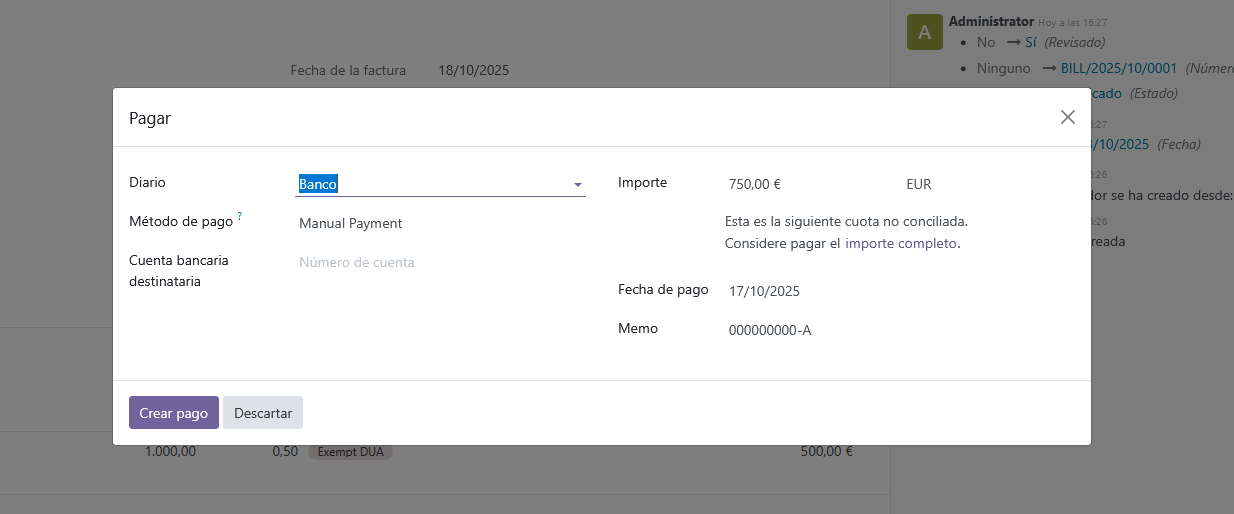 Administrator Hoy a las 16:27
A
No → Sí (Revisado)
Ninguno → BILL/2025/10/0001 (Número
Fecha de la factura 18/10/2025
cado (Estado)
Pagar
6:27
/10/2025 (Fecha)
Diario Banco
Importe 750,00 € EUR
6:26
dor se ha creado desde:
Método de pago ? Manual Payment
Esta es la siguiente cuota no conciliada.
Considere pagar el importe completo.
6:26
reada
Cuenta bancaria destinataria Número de cuenta
Fecha de pago 17/10/2025
Memo 000000000-A
Crear pago Descartar
1.000,00 0,50 Exempt DUA 500,00 €